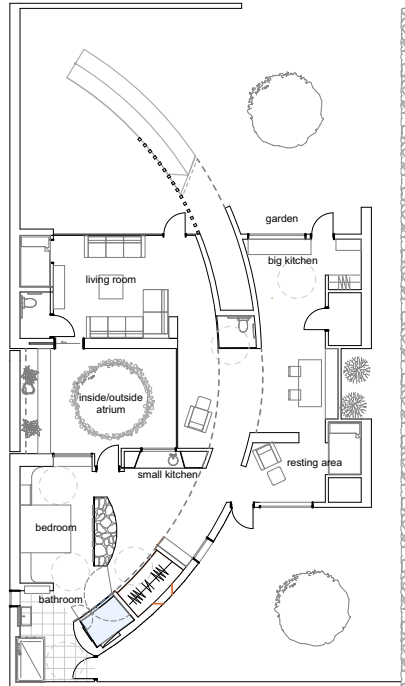 garden
big kitchen
living room
inside/outside
atrium
resting area
small kitchen/
bedroom
bathroom